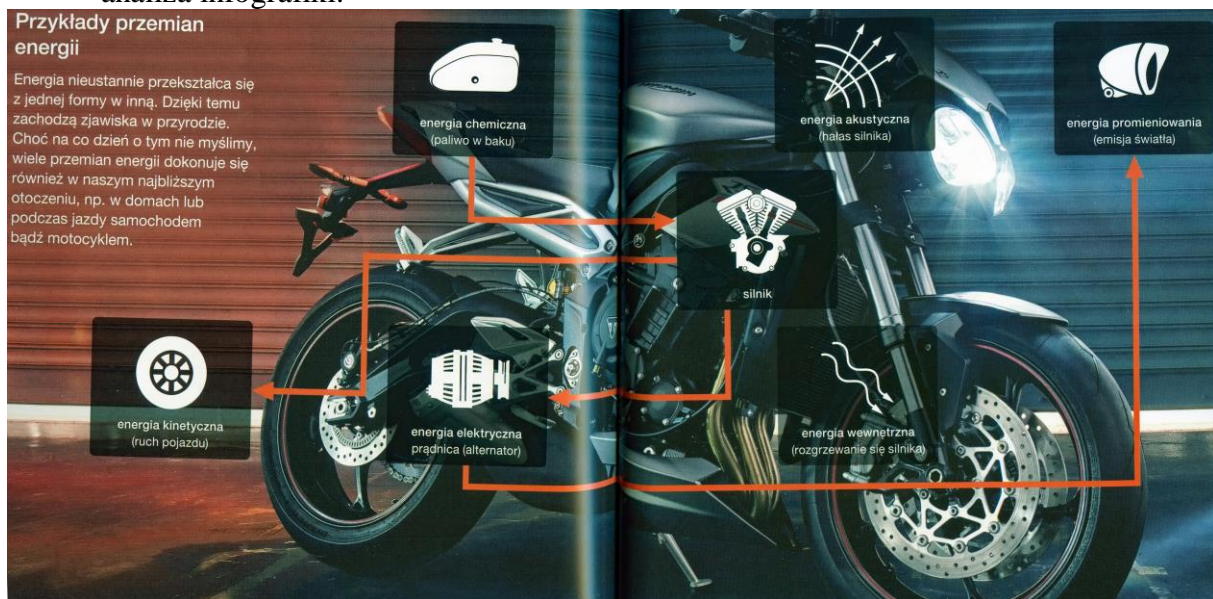 analiza infografiki:
Przykłady przemian
energii
Energia nieustannie przekształca się
z jednej formy w inną. Dzięki temu
zachodzą zjawiska w przyrodzie.
Choć na co dzień o tym nie myślimy,
wiele przemian energii dokonuje się
również w naszym najbliższym
otoczeniu, np. w domach lub
podczas jazdy samochodem
bądź motocyklem.
energia chemiczna
(paliwo w baku)
energia akustyczna
(hałas silnika)
energia promieniowania
(emisja światła)
silnik
energia kinetyczna
(ruch pojazdu)
energia elektryczna
prądnica (alternator)
energia wewnętrzna
(rozgrzewanie się silnika)